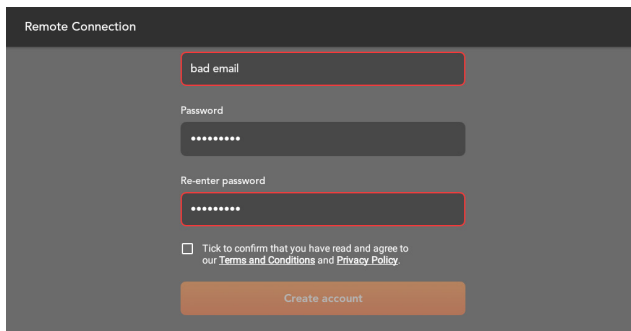 Remote Connection
bad email
Password
•••••••••
Re-enter password
•••••••••
Tick to confirm that you have read and agree to
our Terms and Conditions and Privacy Policy.
Create account